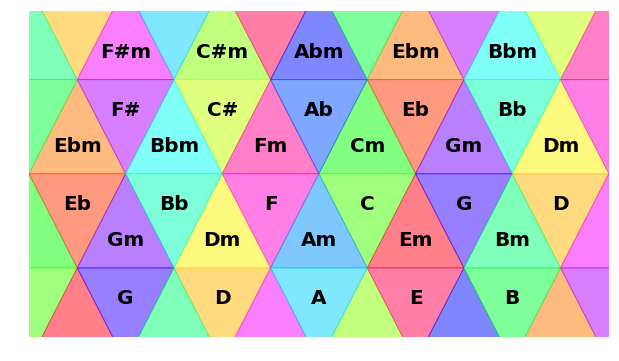 F#m C#m Abm Ebm Bbm
F# C# Ab Eb Bb
Ebm Bbm Fm Cm Gm Dm
Eb Bb F C G D
Gm Dm Am Em Bm
G D A E B